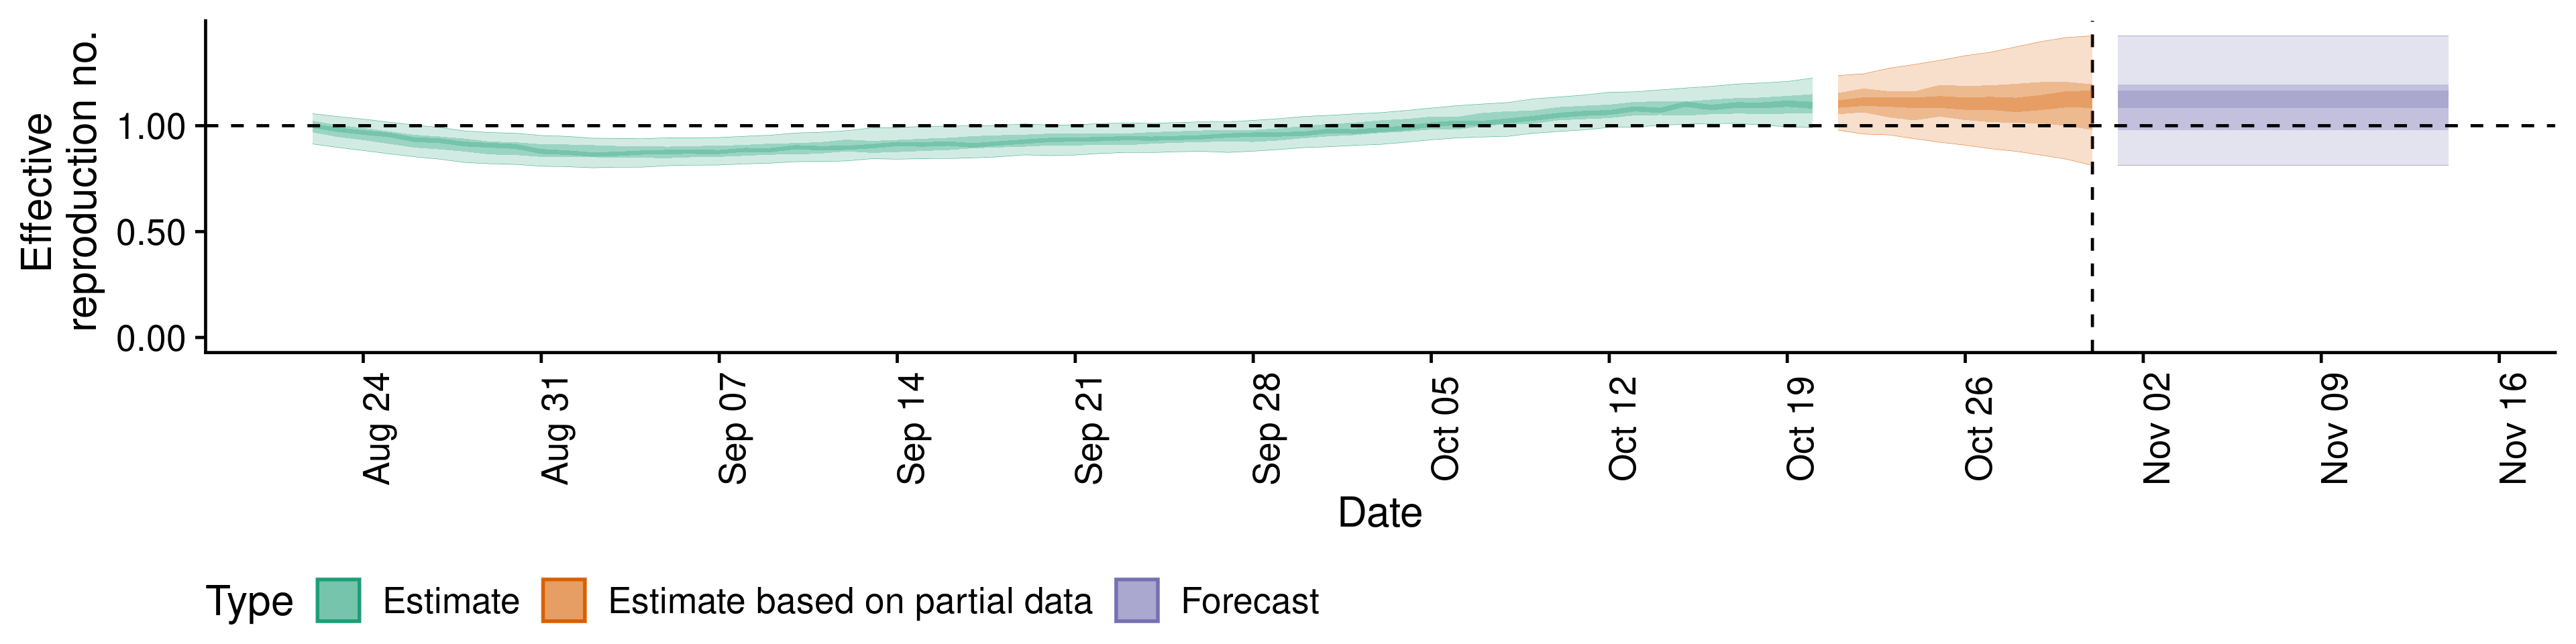 Effective
reproduction no.
1.00
0.50
0.00
Aug 24
Aug 31
Sep 07
Sep 14
Sep 21
Sep 28
Oct 05
Oct 12
Oct 19
Oct 26
Nov 02
Nov 09
Nov 16
Date
Type Estimate Estimate based on partial data Forecast